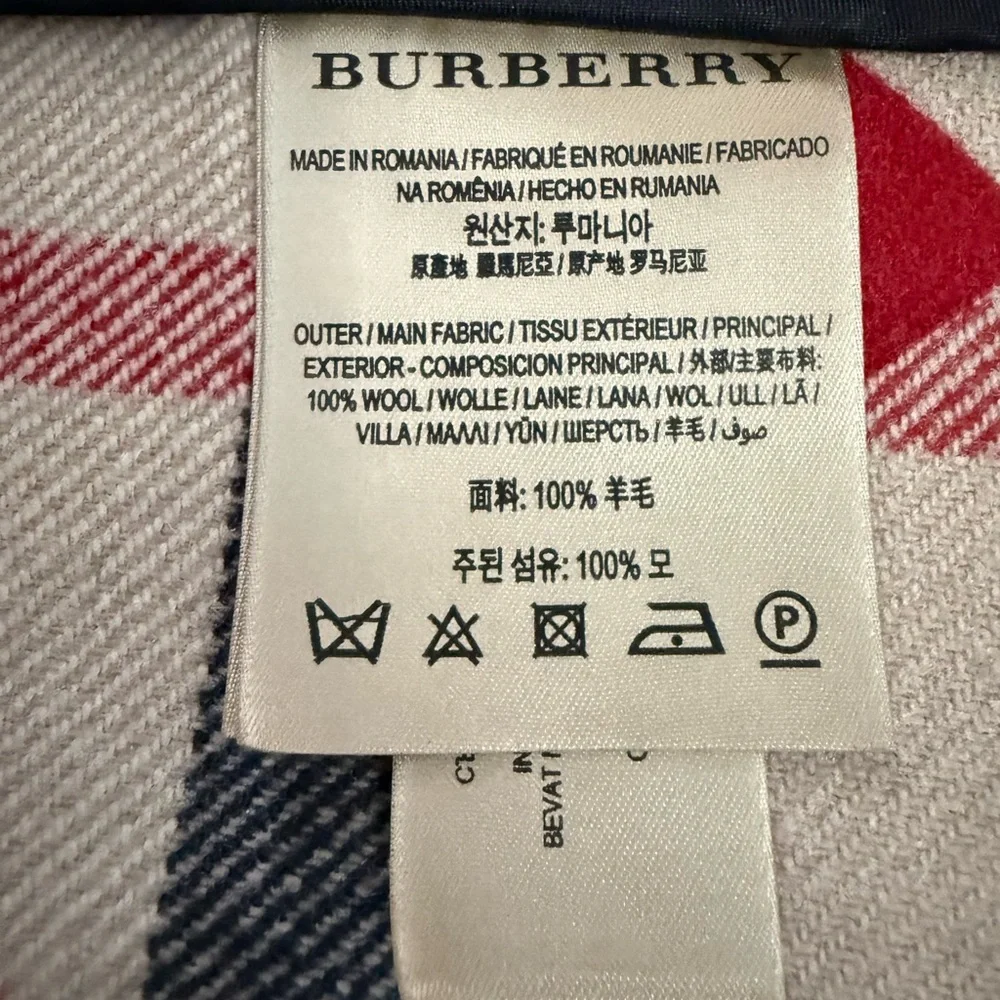 BURBERRY
MADE IN ROMANIA / FABRIQUÉ EN ROUMANIE / FABRICADO
NA ROMÊNIA / HECHO EN RUMANIA
원산지: 루마니아
原產地 羅馬尼亞 / 原产地 罗马尼亚
OUTER / MAIN FABRIC / TISSU EXTÉRIEUR / PRINCIPAL /
EXTERIOR - COMPOSICION PRINCIPAL / 外部/主要布料:
100% WOOL / WOLLE / LAINE / LANA / WOL / ULL / LÃ /
VILLA / ΜΑΛΛΙ / YŪN / ШЕРСТЬ / 羊毛 / صوف
面料: 100% 羊毛
주된 섬유: 100% 모
P
IN
BEVAT